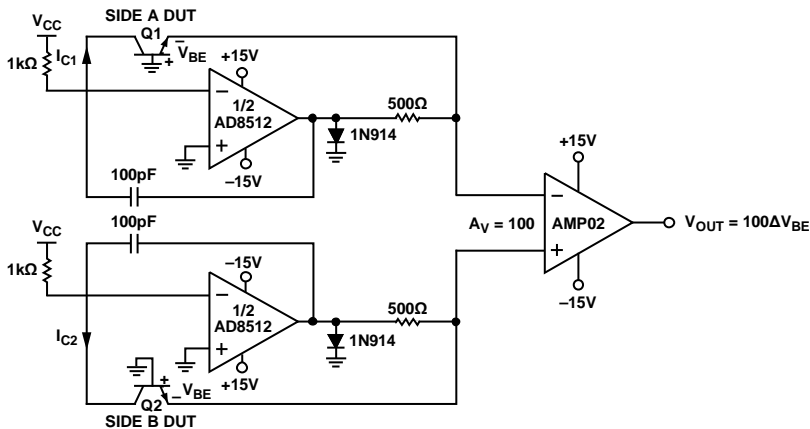 SIDE A DUT
Q1
VCC
IC1
− VBE +
1kΩ
+15V
−
1/2
AD8512
+
−15V
500Ω
1N914
100pF
100pF
VCC
1kΩ
IC2
−15V
−
1/2
AD8512
+
+15V
500Ω
1N914
+
− VBE
Q2
SIDE B DUT
+15V
−
AV = 100
AMP02
+
−15V
VOUT = 100ΔVBE